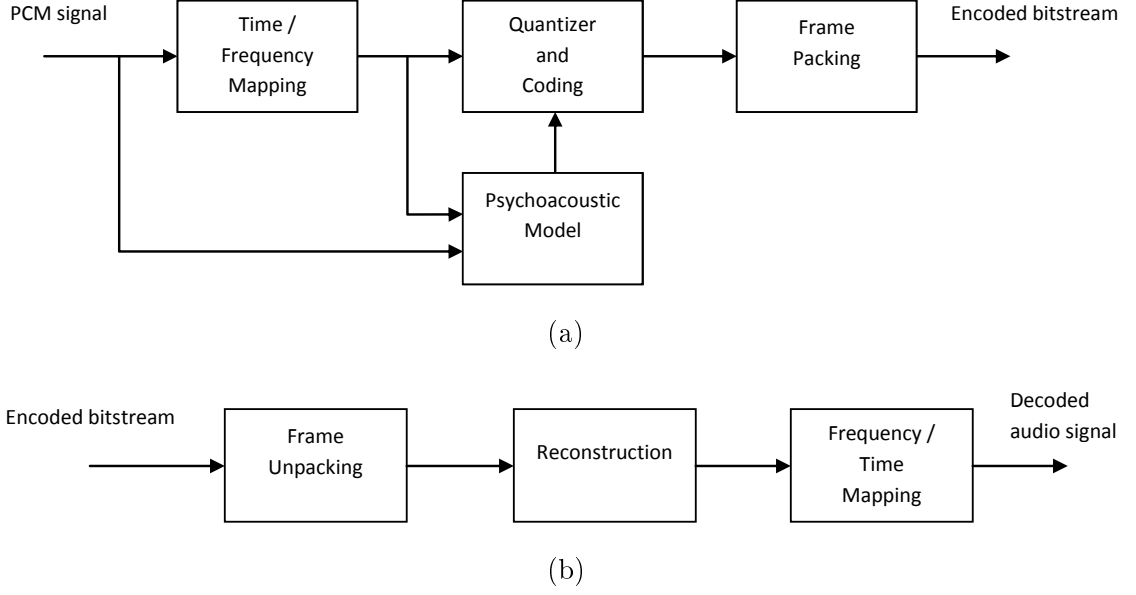 PCM signal
Time /
Frequency
Mapping
Quantizer
and
Coding
Frame
Packing
Encoded bitstream
Psychoacoustic
Model
(a)
Encoded bitstream
Frame
Unpacking
Reconstruction
Frequency /
Time
Mapping
Decoded
audio signal
(b)